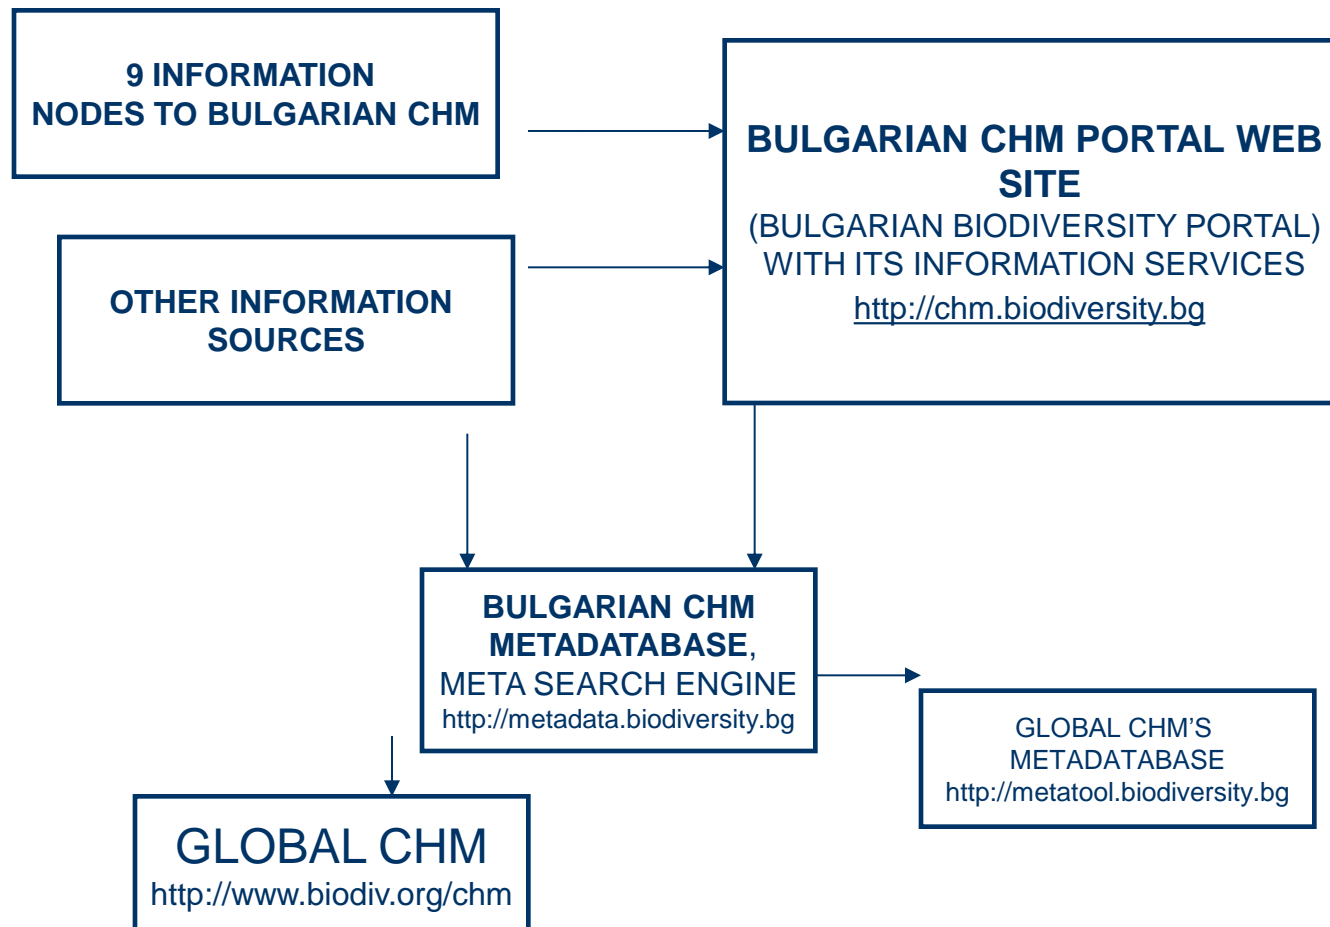 9 INFORMATION
NODES TO BULGARIAN CHM
BULGARIAN CHM PORTAL WEB
SITE
(BULGARIAN BIODIVERSITY PORTAL)
WITH ITS INFORMATION SERVICES
http://chm.biodiversity.bg
OTHER INFORMATION
SOURCES
BULGARIAN CHM
METADATABASE,
META SEARCH ENGINE
http://metadata.biodiversity.bg
GLOBAL CHM’S
METADATABASE
http://metatool.biodiversity.bg
GLOBAL CHM
http://www.biodiv.org/chm